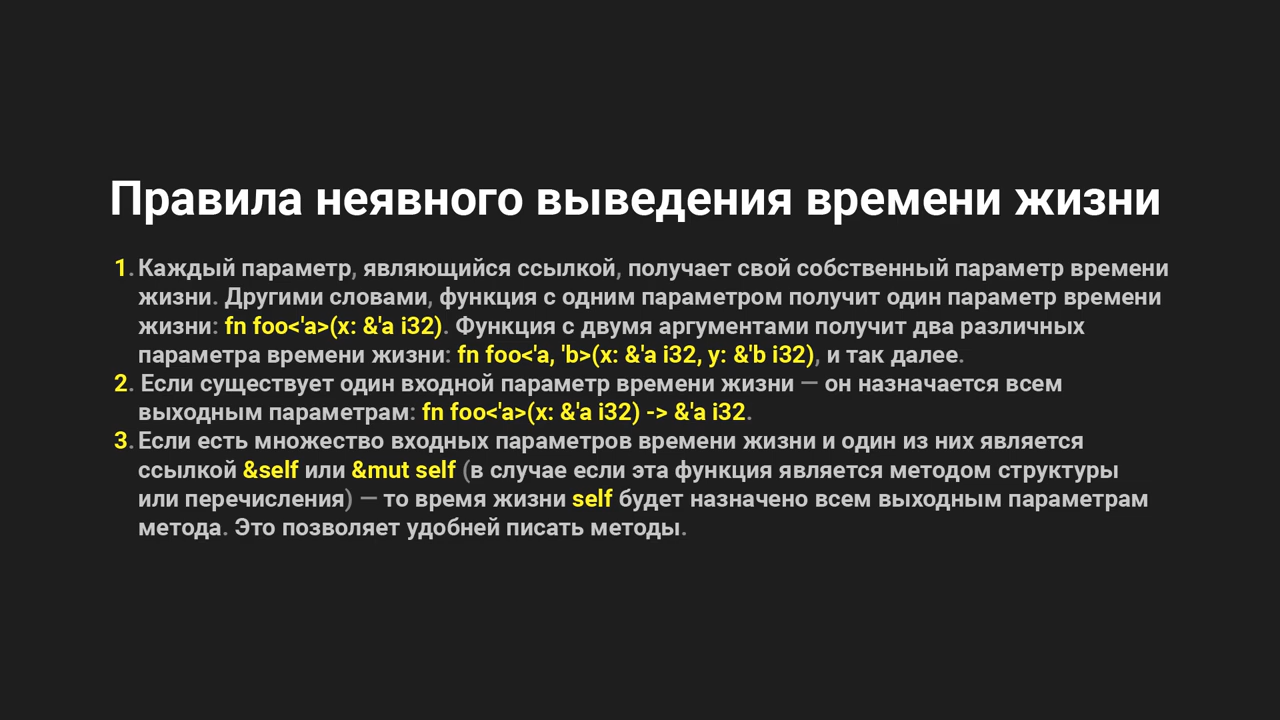 Правила неявного выведения времени жизни
1. Каждый параметр, являющийся ссылкой, получает свой собственный параметр времени
жизни. Другими словами, функция с одним параметром получит один параметр времени
жизни: fn foo<'a>(x: &'a i32). Функция с двумя аргументами получит два различных
параметра времени жизни: fn foo<'a, 'b>(x: &'a i32, y: &'b i32), и так далее.
2. Если существует один входной параметр времени жизни — он назначается всем
выходным параметрам: fn foo<'a>(x: &'a i32) -> &'a i32.
3. Если есть множество входных параметров времени жизни и один из них является
ссылкой &self или &mut self (в случае если эта функция является методом структуры
или перечисления) — то время жизни self будет назначено всем выходным параметрам
метода. Это позволяет удобней писать методы.